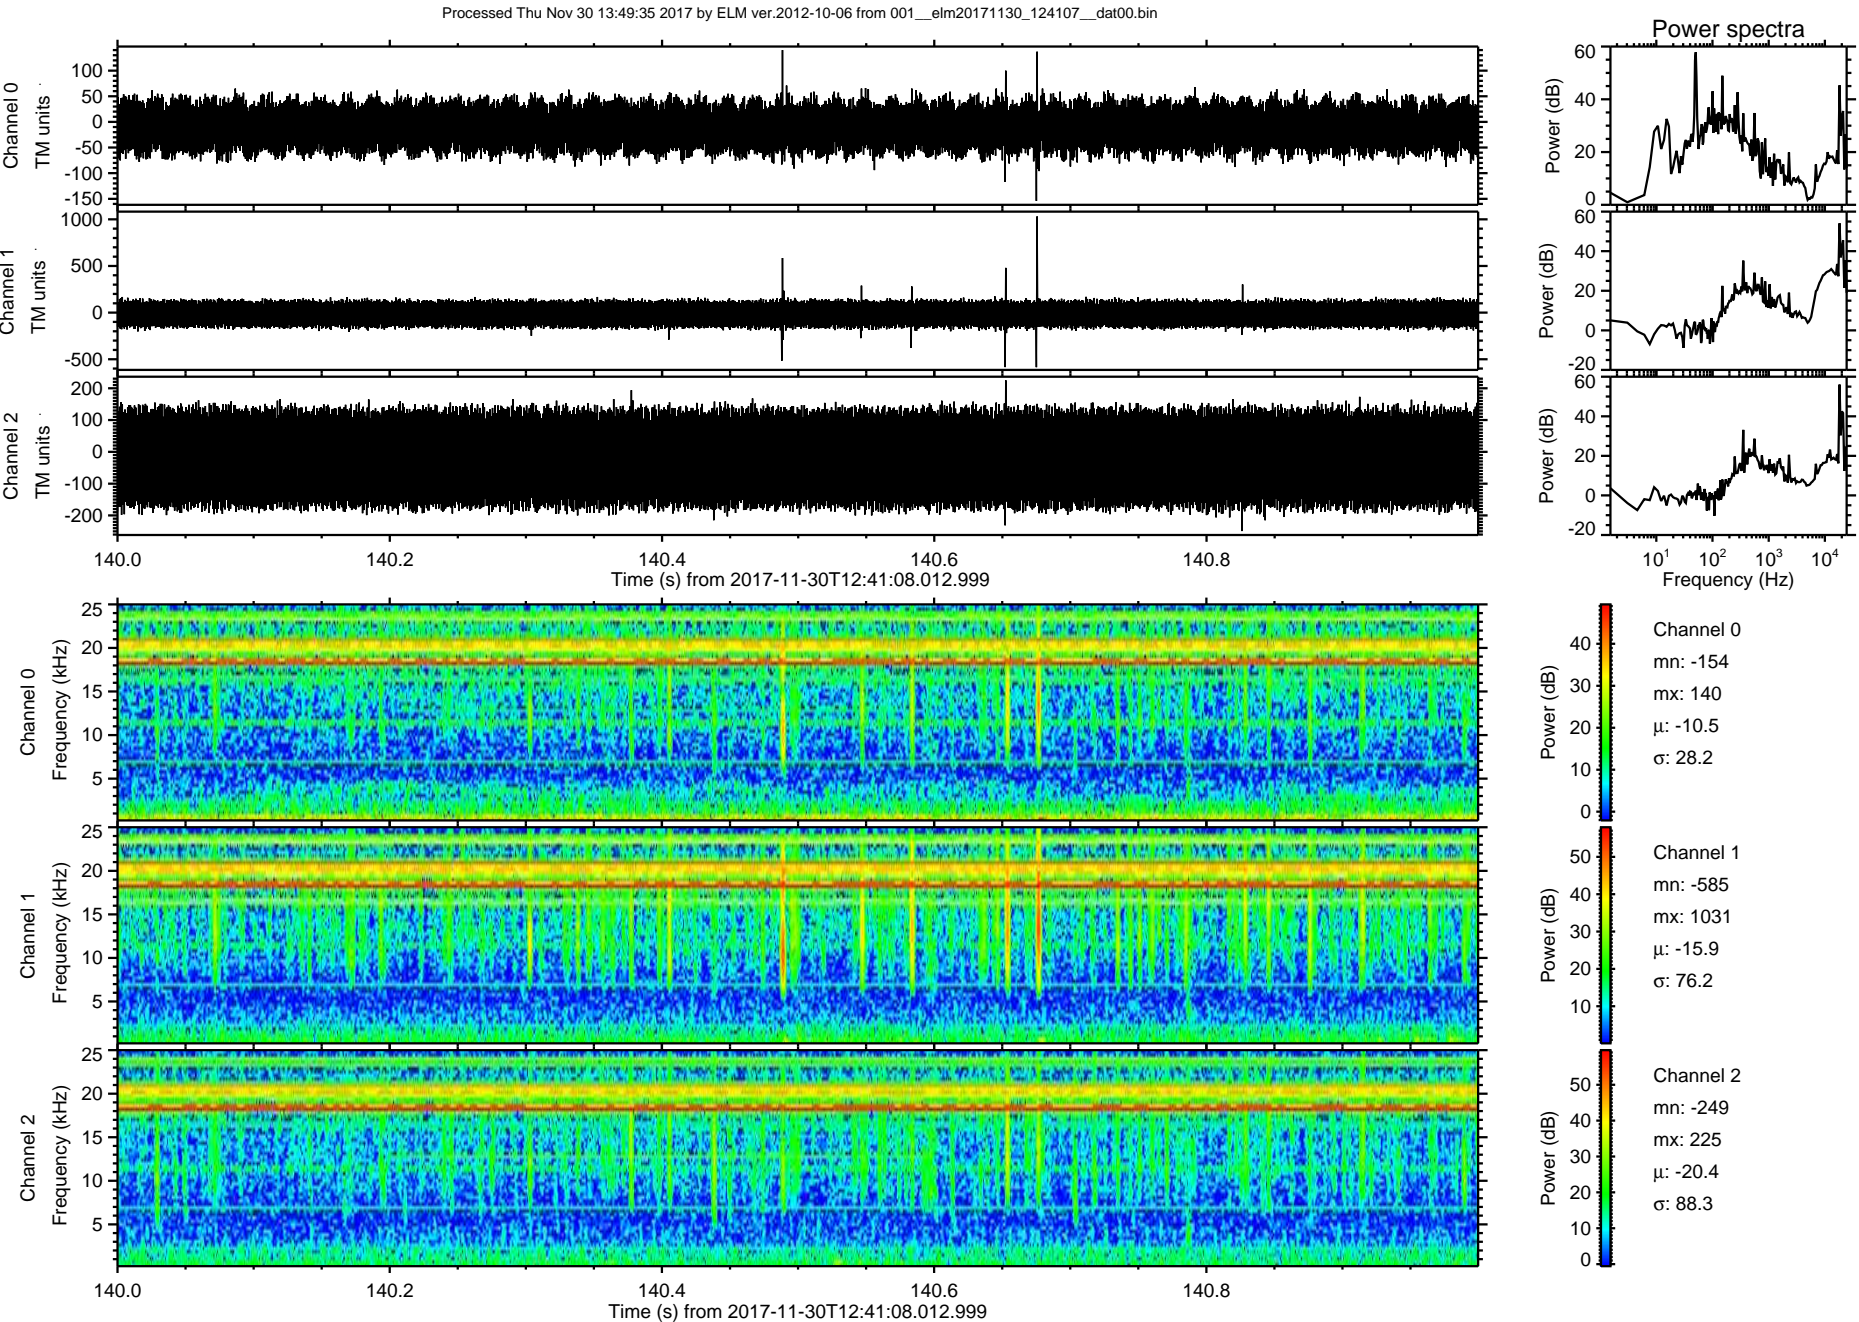 Processed Thu Nov 30 13:49:35 2017 by ELM ver.2012-10-06 from 001__elm20171130_124107__dat00.bin
Power spectra
Channel 0
TM units
100
50
0
-50
-100
-150
Power (dB)
60
40
20
0
Channel 1
TM units
1000
500
0
-500
Power (dB)
60
40
20
0
-20
Channel 2
TM units
200
100
0
-100
-200
Power (dB)
60
40
20
0
-20
140.0 140.2 140.4 140.6 140.8
Time (s) from 2017-11-30T12:41:08.012.999
10^1 10^2 10^3 10^4
Frequency (Hz)
Channel 0
Frequency (kHz)
25
20
15
10
5
Power (dB)
40
30
20
10
0
Channel 0
mn: -154
mx: 140
µ: -10.5
σ: 28.2
Channel 1
Frequency (kHz)
25
20
15
10
5
Power (dB)
50
40
30
20
10
Channel 1
mn: -585
mx: 1031
µ: -15.9
σ: 76.2
Channel 2
Frequency (kHz)
25
20
15
10
5
Power (dB)
50
40
30
20
10
0
Channel 2
mn: -249
mx: 225
µ: -20.4
σ: 88.3
140.0 140.2 140.4 140.6 140.8
Time (s) from 2017-11-30T12:41:08.012.999